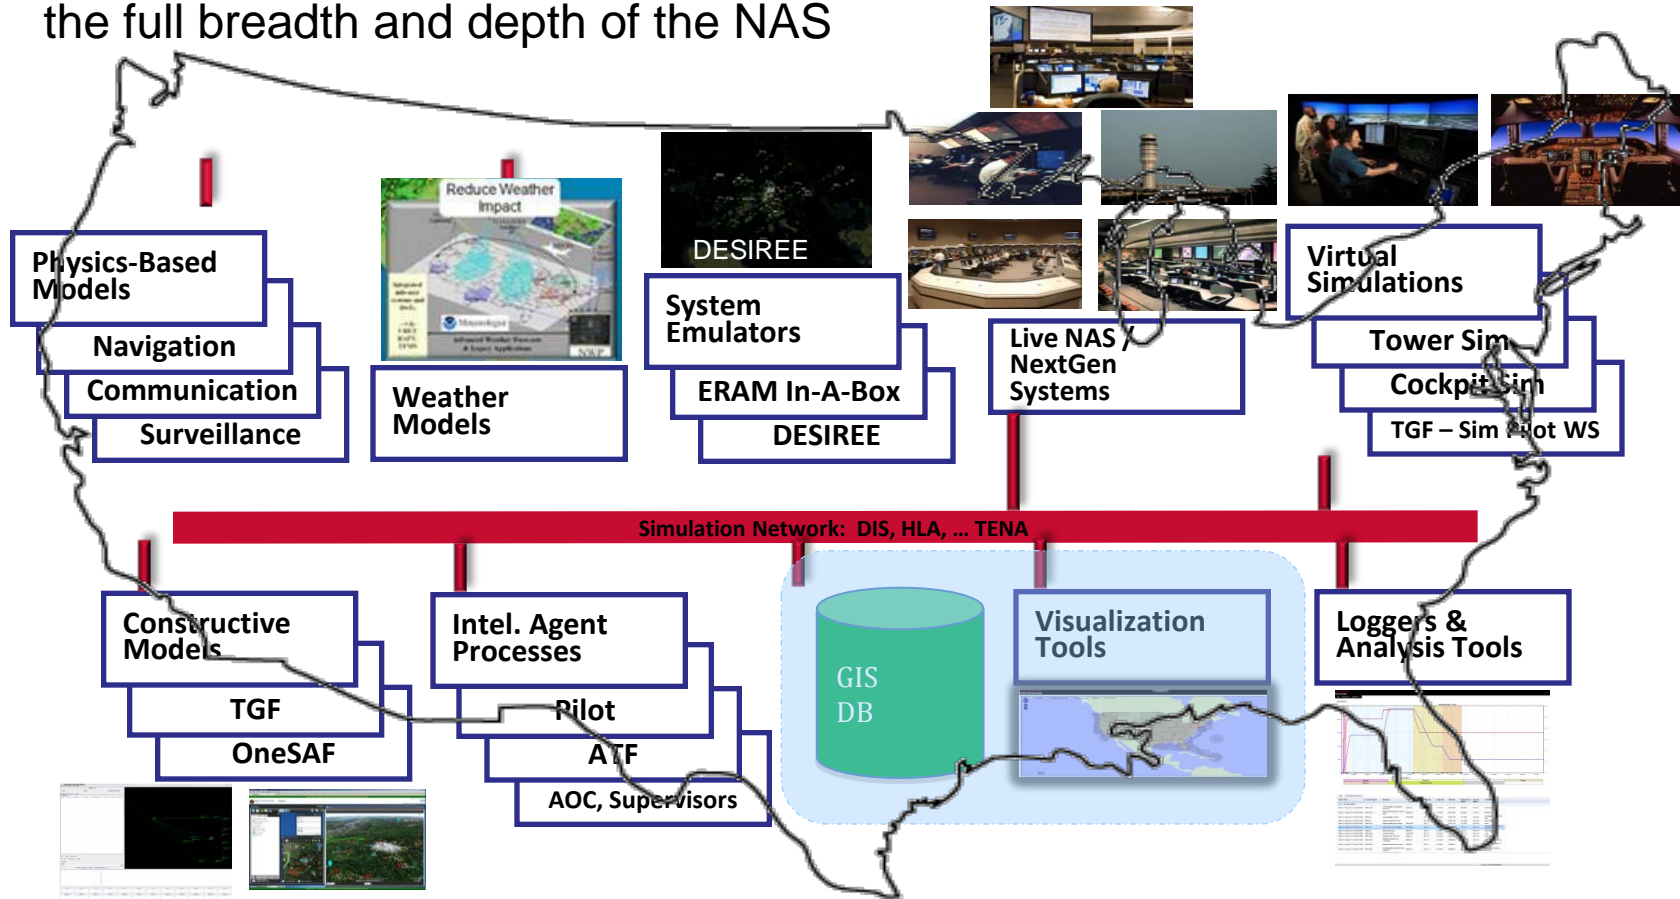 the full breadth and depth of the NAS
Reduce Weather
Impact
DESIREE
Physics-Based
Models
Navigation
Communication
Surveillance
Weather
Models
System
Emulators
ERAM In-A-Box
DESIREE
Live NAS /
NextGen
Systems
Virtual
Simulations
Tower Sim
Cockpit Sim
TGF – Sim Pilot WS
Simulation Network: DIS, HLA, ... TENA
Constructive
Models
TGF
OneSAF
Intel. Agent
Processes
Pilot
ATF
AOC, Supervisors
GIS
DB
Visualization
Tools
Loggers &
Analysis Tools